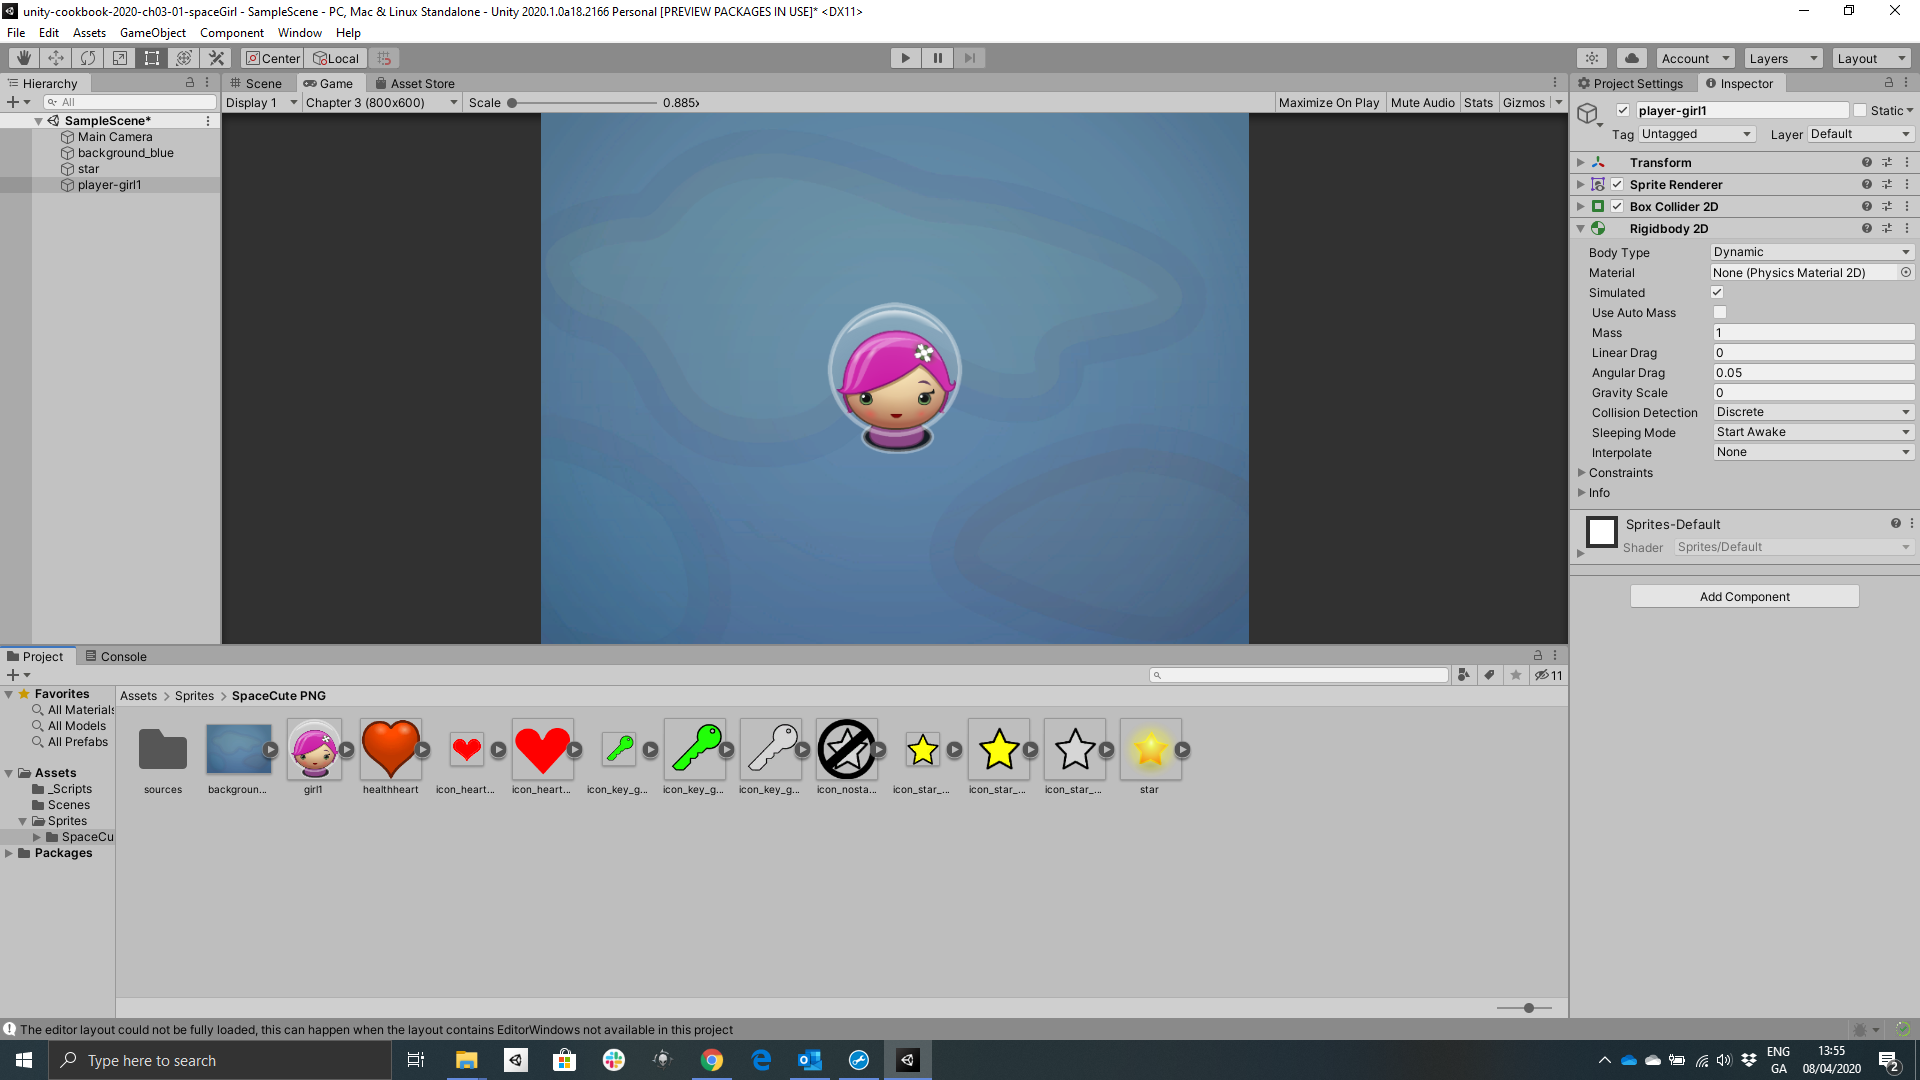 unity-cookbook-2020-ch03-01-spaceGirl - SampleScene - PC, Mac & Linux Standalone - Unity 2020.1.0a18.2166 Personal [PREVIEW PACKAGES IN USE]* <DX11>
File Edit Assets GameObject Component Window Help
Center Local Account Layers Layout
Hierarchy Scene Game Asset Store Project Settings Inspector
All Display 1 Chapter 3 (800x600) Scale 0.885x Maximize On Play Mute Audio Stats Gizmos
SampleScene*
Main Camera
background_blue
star
player-girl1
player-girl1 Static
Tag Untagged Layer Default
Transform
Sprite Renderer
Box Collider 2D
Rigidbody 2D
Body Type Dynamic
Material None (Physics Material 2D)
Simulated
Use Auto Mass
Mass 1
Linear Drag 0
Angular Drag 0.05
Gravity Scale 0
Collision Detection Discrete
Sleeping Mode Start Awake
Interpolate None
Constraints
Info
Sprites-Default
Shader Sprites/Default
Add Component
Project Console
11
Favorites
All Materials
All Models
All Prefabs
Assets
_Scripts
Scenes
Sprites
SpaceCu
Packages
Assets > Sprites > SpaceCute PNG
sources backgroun... girl1 healthheart icon_heart... icon_heart... icon_key_g... icon_key_g... icon_key_g... icon_nosta... icon_star_... icon_star_... icon_star_... star
The editor layout could not be fully loaded, this can happen when the layout contains EditorWindows not available in this project
Type here to search
ENG
GA
13:55
08/04/2020
2